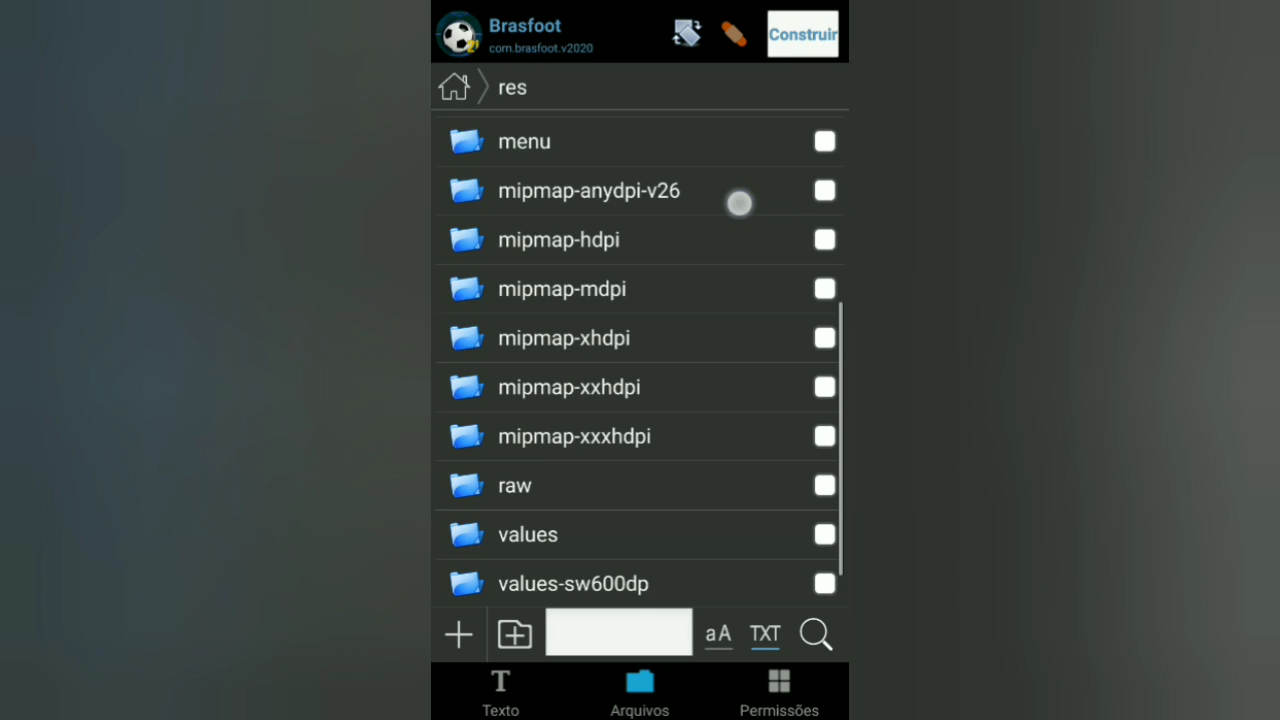 Brasfoot
com.brasfoot.v2020
Construir
res
menu
mipmap-anydpi-v26
mipmap-hdpi
mipmap-mdpi
mipmap-xhdpi
mipmap-xxhdpi
mipmap-xxxhdpi
raw
values
values-sw600dp
aA TXT
Texto Arquivos Permissões